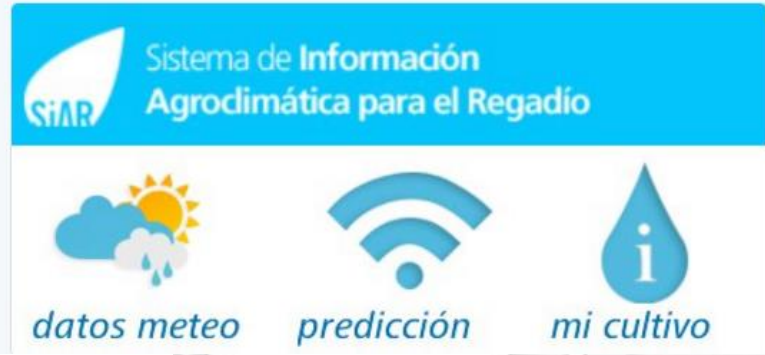 SiAR
Sistema de Información
Agroclimática para el Regadío
i
datos meteo
predicción
mi cultivo